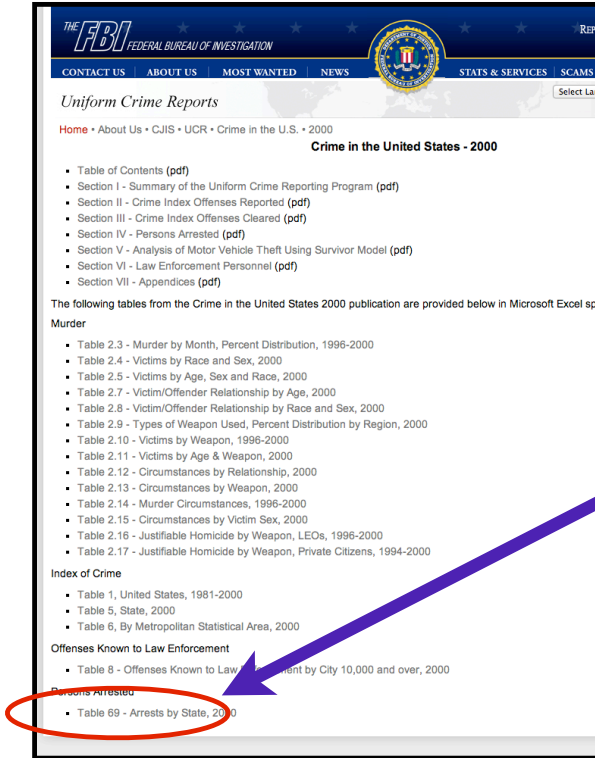 THE FBI FEDERAL BUREAU OF INVESTIGATION
REP
CONTACT US ABOUT US MOST WANTED NEWS STATS & SERVICES SCAMS
Uniform Crime Reports
Select La
Home • About Us • CJIS • UCR • Crime in the U.S. • 2000
Crime in the United States - 2000
Table of Contents (pdf)
Section I - Summary of the Uniform Crime Reporting Program (pdf)
Section II - Crime Index Offenses Reported (pdf)
Section III - Crime Index Offenses Cleared (pdf)
Section IV - Persons Arrested (pdf)
Section V - Analysis of Motor Vehicle Theft Using Survivor Model (pdf)
Section VI - Law Enforcement Personnel (pdf)
Section VII - Appendices (pdf)
The following tables from the Crime in the United States 2000 publication are provided below in Microsoft Excel sp
Murder
Table 2.3 - Murder by Month, Percent Distribution, 1996-2000
Table 2.4 - Victims by Race and Sex, 2000
Table 2.5 - Victims by Age, Sex and Race, 2000
Table 2.7 - Victim/Offender Relationship by Age, 2000
Table 2.8 - Victim/Offender Relationship by Race and Sex, 2000
Table 2.9 - Types of Weapon Used, Percent Distribution by Region, 2000
Table 2.10 - Victims by Weapon, 1996-2000
Table 2.11 - Victims by Age & Weapon, 2000
Table 2.12 - Circumstances by Relationship, 2000
Table 2.13 - Circumstances by Weapon, 2000
Table 2.14 - Murder Circumstances, 1996-2000
Table 2.15 - Circumstances by Victim Sex, 2000
Table 2.16 - Justifiable Homicide by Weapon, LEOs, 1996-2000
Table 2.17 - Justifiable Homicide by Weapon, Private Citizens, 1994-2000
Index of Crime
Table 1, United States, 1981-2000
Table 5, State, 2000
Table 6, By Metropolitan Statistical Area, 2000
Offenses Known to Law Enforcement
Table 8 - Offenses Known to Law Enforcement by City 10,000 and over, 2000
Persons Arrested
Table 69 - Arrests by State, 2000